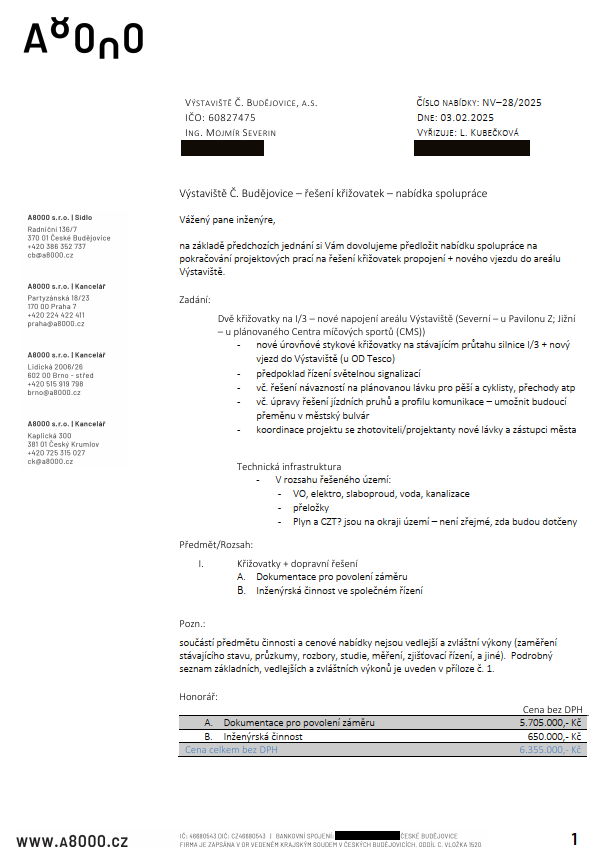 A8000
Výstaviště Č. Budějovice, a.s.
IČO: 60827475
Ing. Mojmír Severin
Číslo nabídky: NV–28/2025
Dne: 03.02.2025
Vyřizuje: L. Kubečková
Výstaviště Č. Budějovice – řešení křižovatek – nabídka spolupráce
Vážený pane inženýre,
na základě předchozích jednání si Vám dovolujeme předložit nabídku spolupráce na
pokračování projektových prací na řešení křižovatek propojení + nového vjezdu do areálu
Výstaviště.
A8000 s.r.o. | Sídlo
Radniční 136/7
370 01 České Budějovice
+420 386 352 737
cb@a8000.cz
A8000 s.r.o. | Kancelář
Partyzánská 18/23
170 00 Praha 7
+420 224 422 411
praha@a8000.cz
A8000 s.r.o. | Kancelář
Lidická 2006/26
602 00 Brno - střed
+420 515 919 798
brno@a8000.cz
A8000 s.r.o. | Kancelář
Kaplická 300
381 01 Český Krumlov
+420 725 315 027
ck@a8000.cz
Zadání:
Dvě křižovatky na I/3 – nové napojení areálu Výstaviště (Severní – u Pavilonu Z; Jižní
– u plánovaného Centra míčových sportů (CMS))
- nové úrovňové stykové křižovatky na stávajícím průtahu silnice I/3 + nový
vjezd do Výstaviště (u OD Tesco)
- předpoklad řízení světelnou signalizací
- vč. řešení návazností na plánovanou lávku pro pěší a cyklisty, přechody atp
- vč. úpravy řešení jízdních pruhů a profilu komunikace – umožnit budoucí
přeměnu v městský bulvár
- koordinace projektu se zhotoviteli/projektanty nové lávky a zástupci města
Technická infrastruktura
- V rozsahu řešeného území:
- VO, elektro, slaboproud, voda, kanalizace
- přeložky
- Plyn a CZT? jsou na okraji území – není zřejmé, zda budou dotčeny
Předmět/Rozsah:
I. Křižovatky + dopravní řešení
A. Dokumentace pro povolení záměru
B. Inženýrská činnost ve společném řízení
Pozn.:
součástí předmětu činnosti a cenové nabídky nejsou vedlejší a zvláštní výkony (zaměření
stávajícího stavu, průzkumy, rozbory, studie, měření, zjišťovací řízení, a jiné). Podrobný
seznam základních, vedlejších a zvláštních výkonů je uveden v příloze č. 1.
Honorář:
Cena bez DPH
A. Dokumentace pro povolení záměru 5.705.000,- Kč
B. Inženýrská činnost 650.000,- Kč
Cena celkem bez DPH 6.355.000,- Kč
www.A8000.cz
IČ: 46680543 DIČ: CZ46680543 | BANKOVNÍ SPOJENÍ: ČESKÉ BUDĚJOVICE
FIRMA JE ZAPSÁNA V OR VEDENÉM KRAJSKÝM SOUDEM V ČESKÝCH BUDĚJOVICÍCH, ODDÍL C, VLOŽKA 1520
1